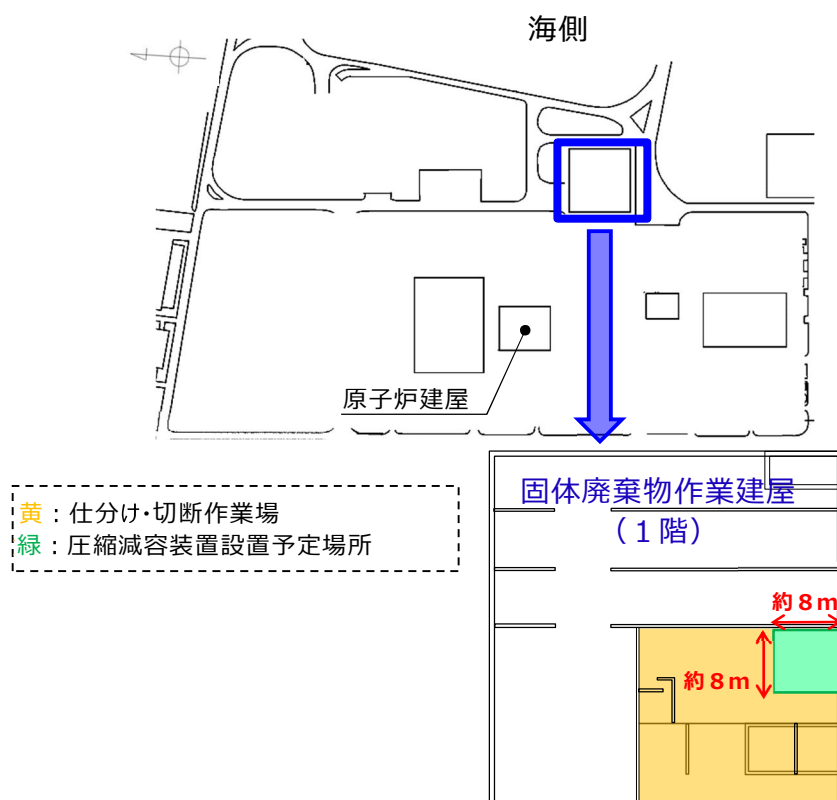 海側
原子炉建屋
固体廃棄物作業建屋
（１階）
黄：仕分け・切断作業場
緑：圧縮減容装置設置予定場所
約８ｍ
約８ｍ